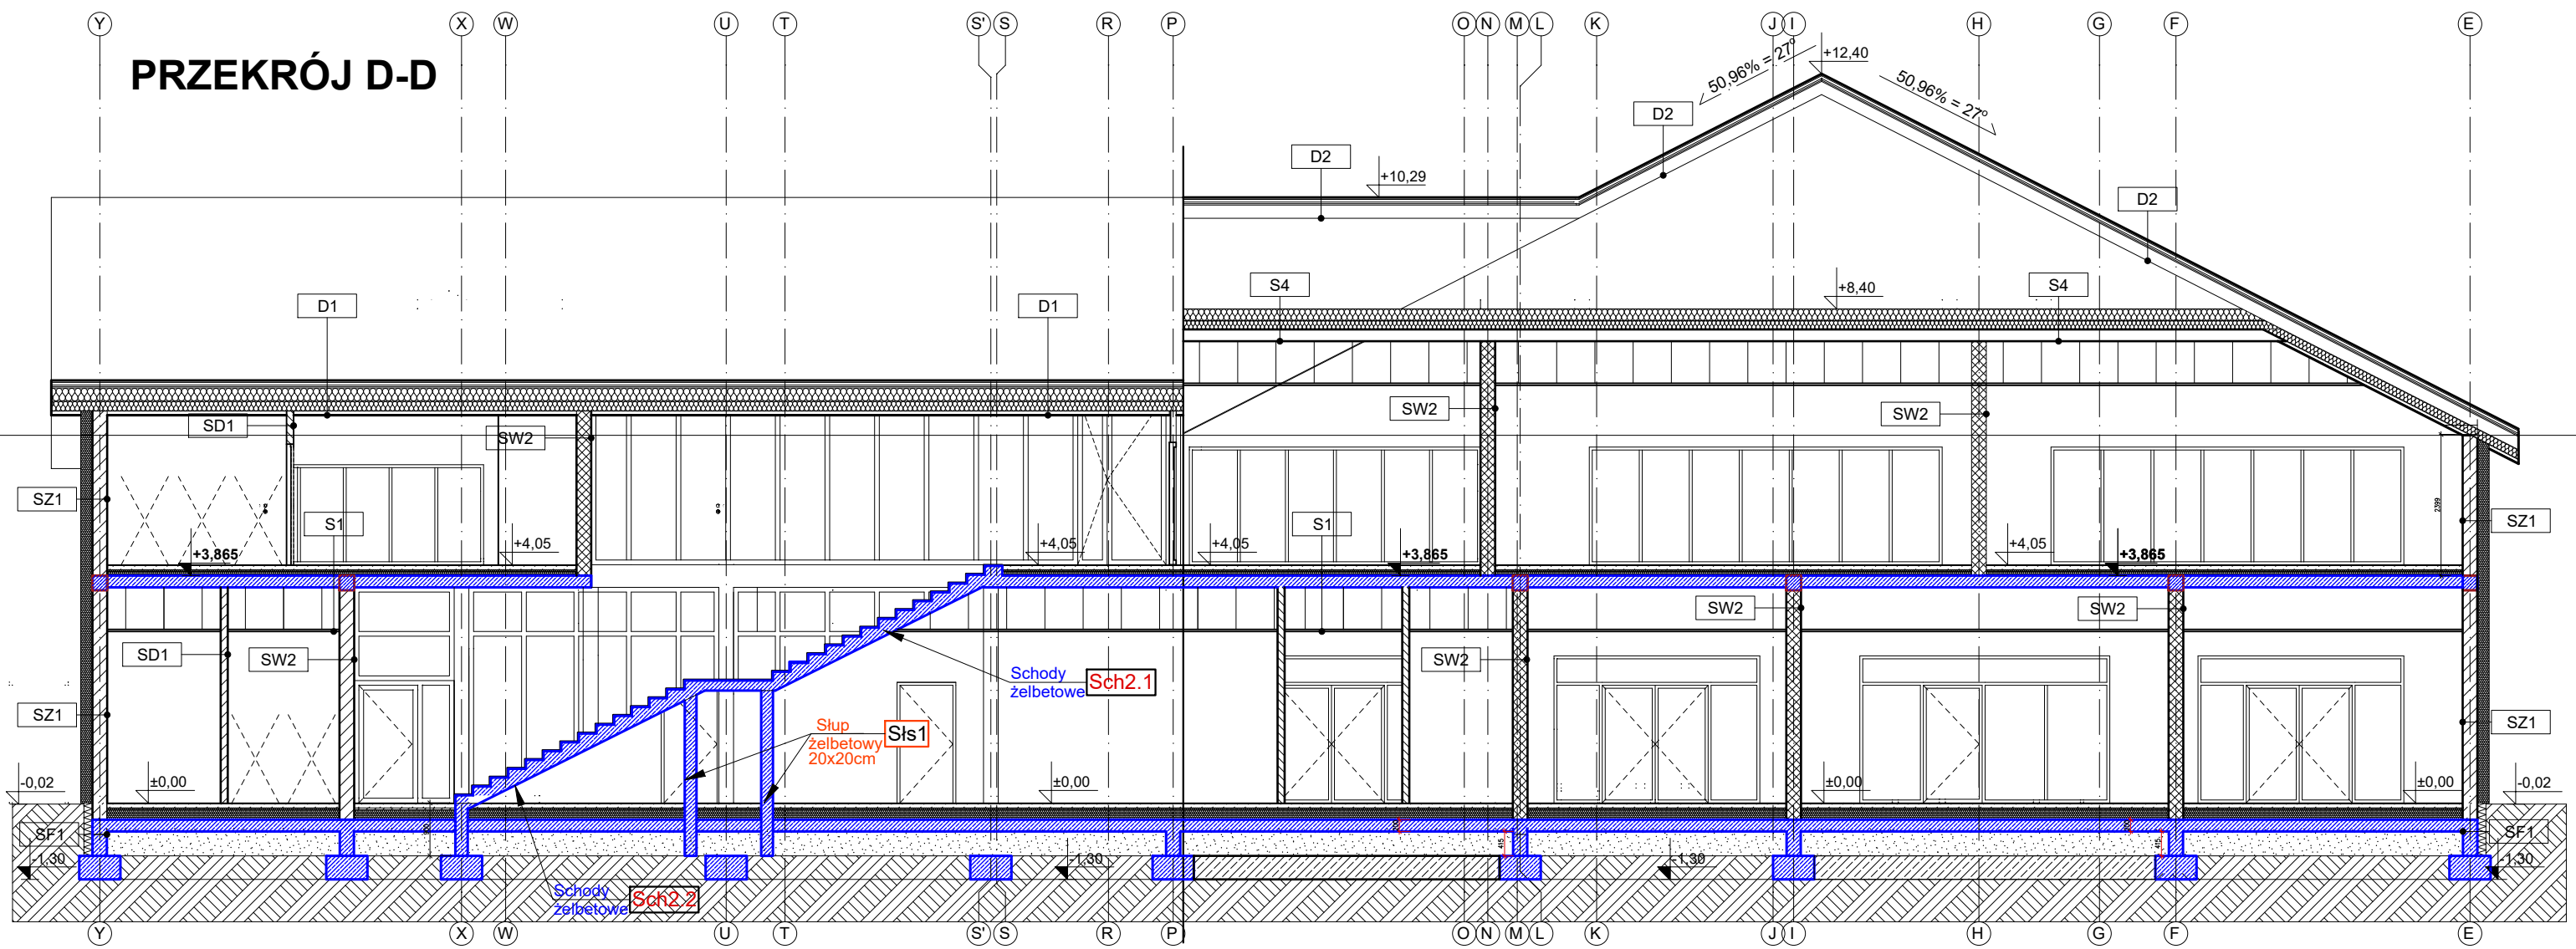 Y X W U T S' S R P O N M L K J I H G F E
PRZEKRÓJ D-D
50,96% = 27°
+12,40
50,96% = 27°
D2
D2
+10,29
D2
S4
+8,40
S4
D1
D1
SD1
SW2
SW2
SW2
SZ1
S1
S1
SZ1
2399
+4,05
+4,05
+4,05
+4,05
+3,865
+3,865
+3,865
SW2
SW2
SD1
SW2
SW2
Schody
żelbetowe
Sch2.1
SZ1
SZ1
Słup
żelbetowy
20x20cm
Słs1
-0,02
±0,00
±0,00
±0,00
±0,00
-0,02
SF1
SF1
415
415
-1,30
-1,30
-1,30
-1,30
Schody
żelbetowe
Sch2.2
Y X W U T S' S R P O N M L K J I H G F E